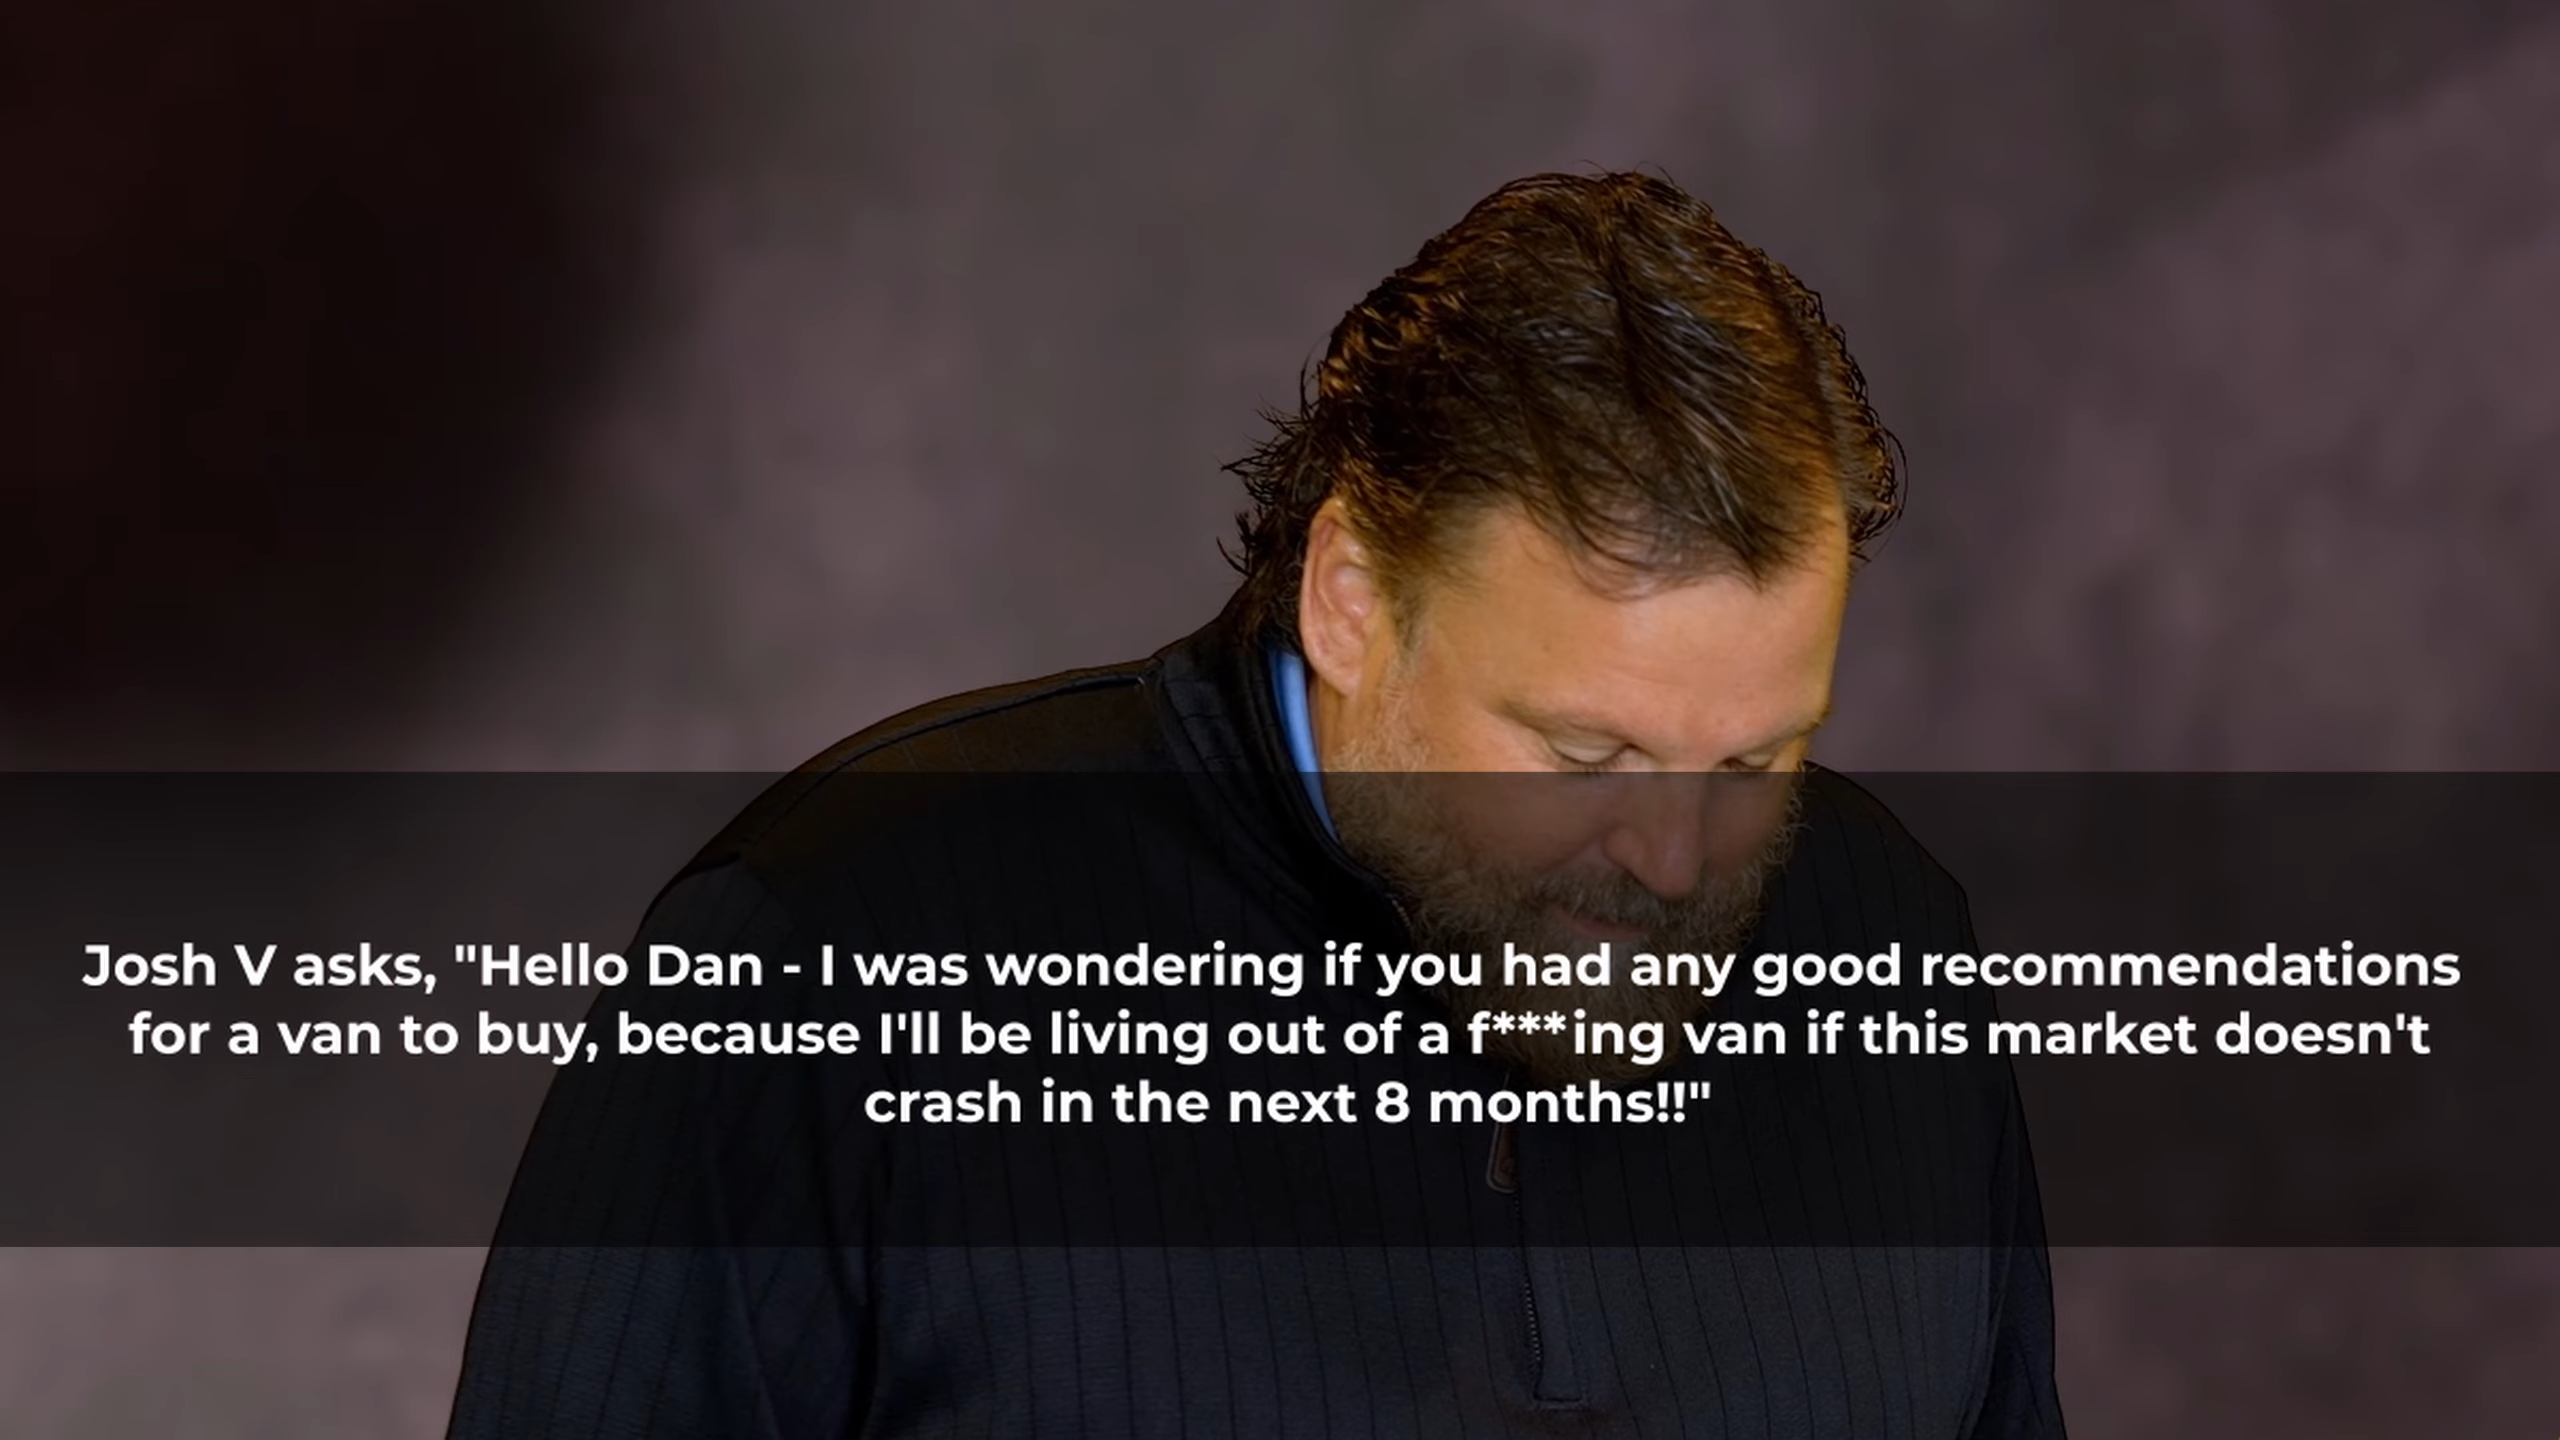 Josh V asks, "Hello Dan - I was wondering if you had any good recommendations
for a van to buy, because I'll be living out of a f***ing van if this market doesn't
crash in the next 8 months!!"